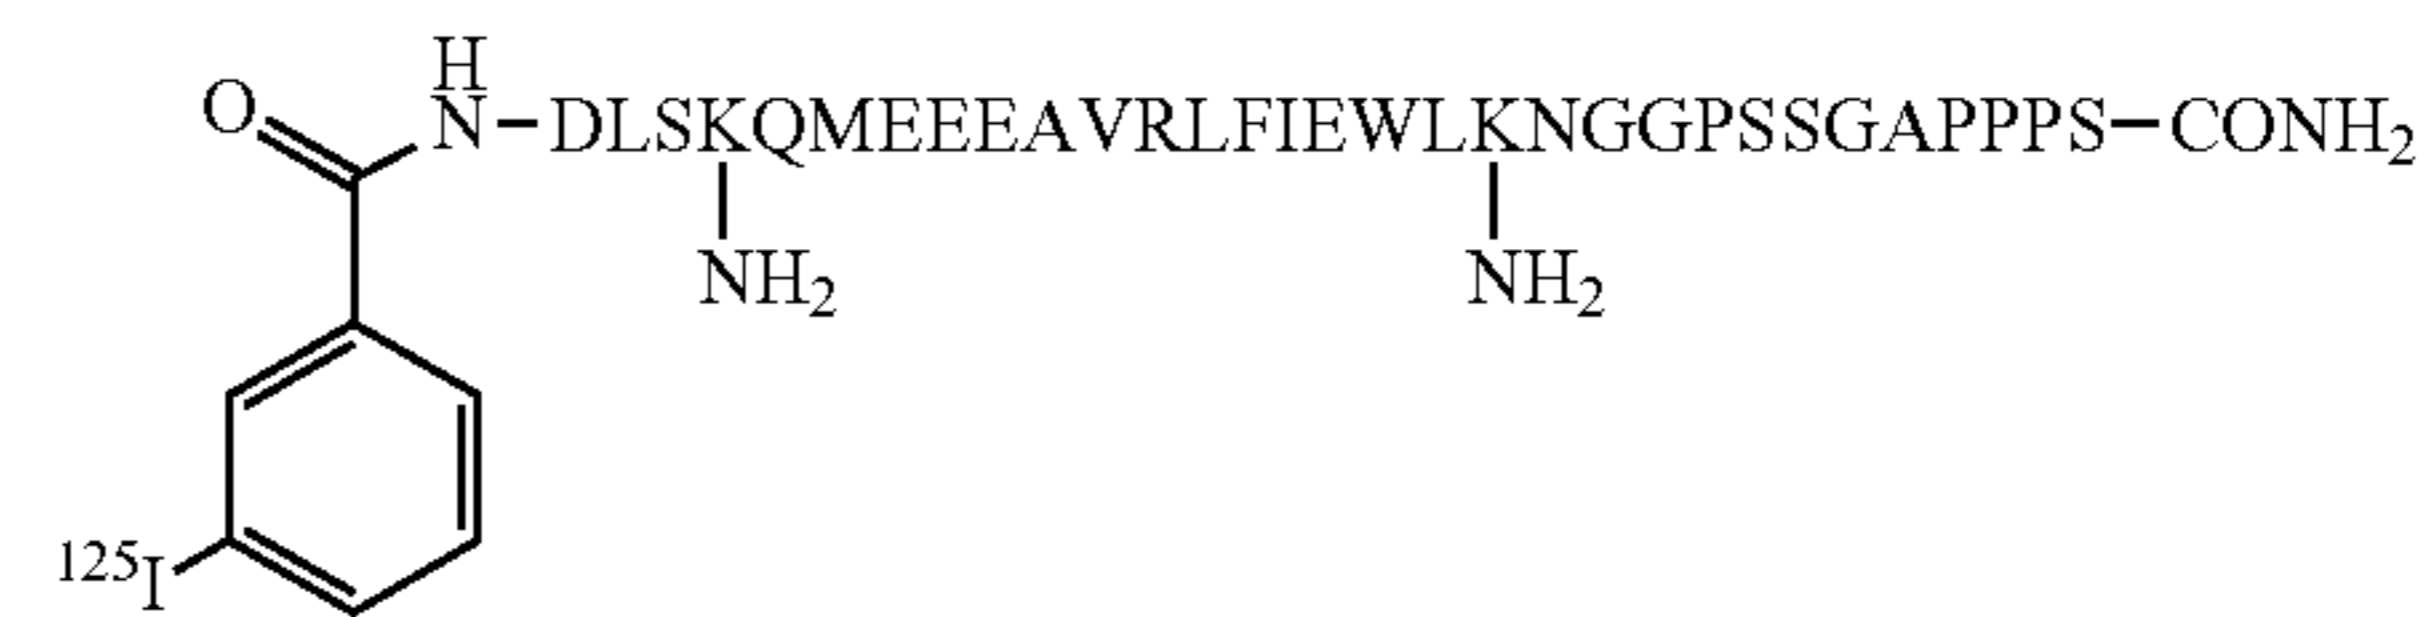 H
O N DLSKQMEEEAVRLFIEWLKNGGPSSGAPPPS CONH₂
NH₂ NH₂
¹²⁵I